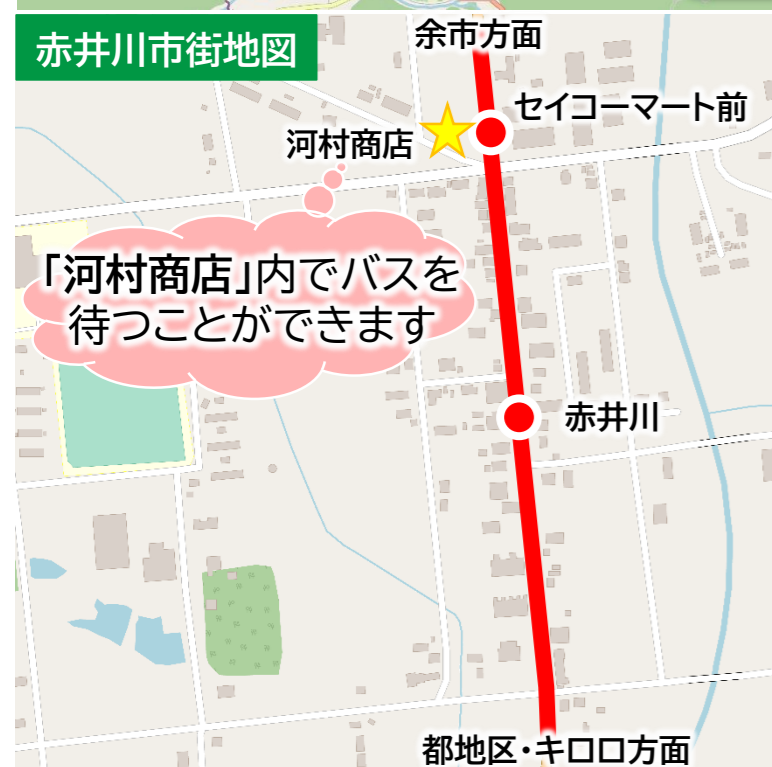 赤井川市街地図
余市方面
セイコーマート前
河村商店
「河村商店」内でバスを
待つことができます
赤井川
都地区・キロロ方面